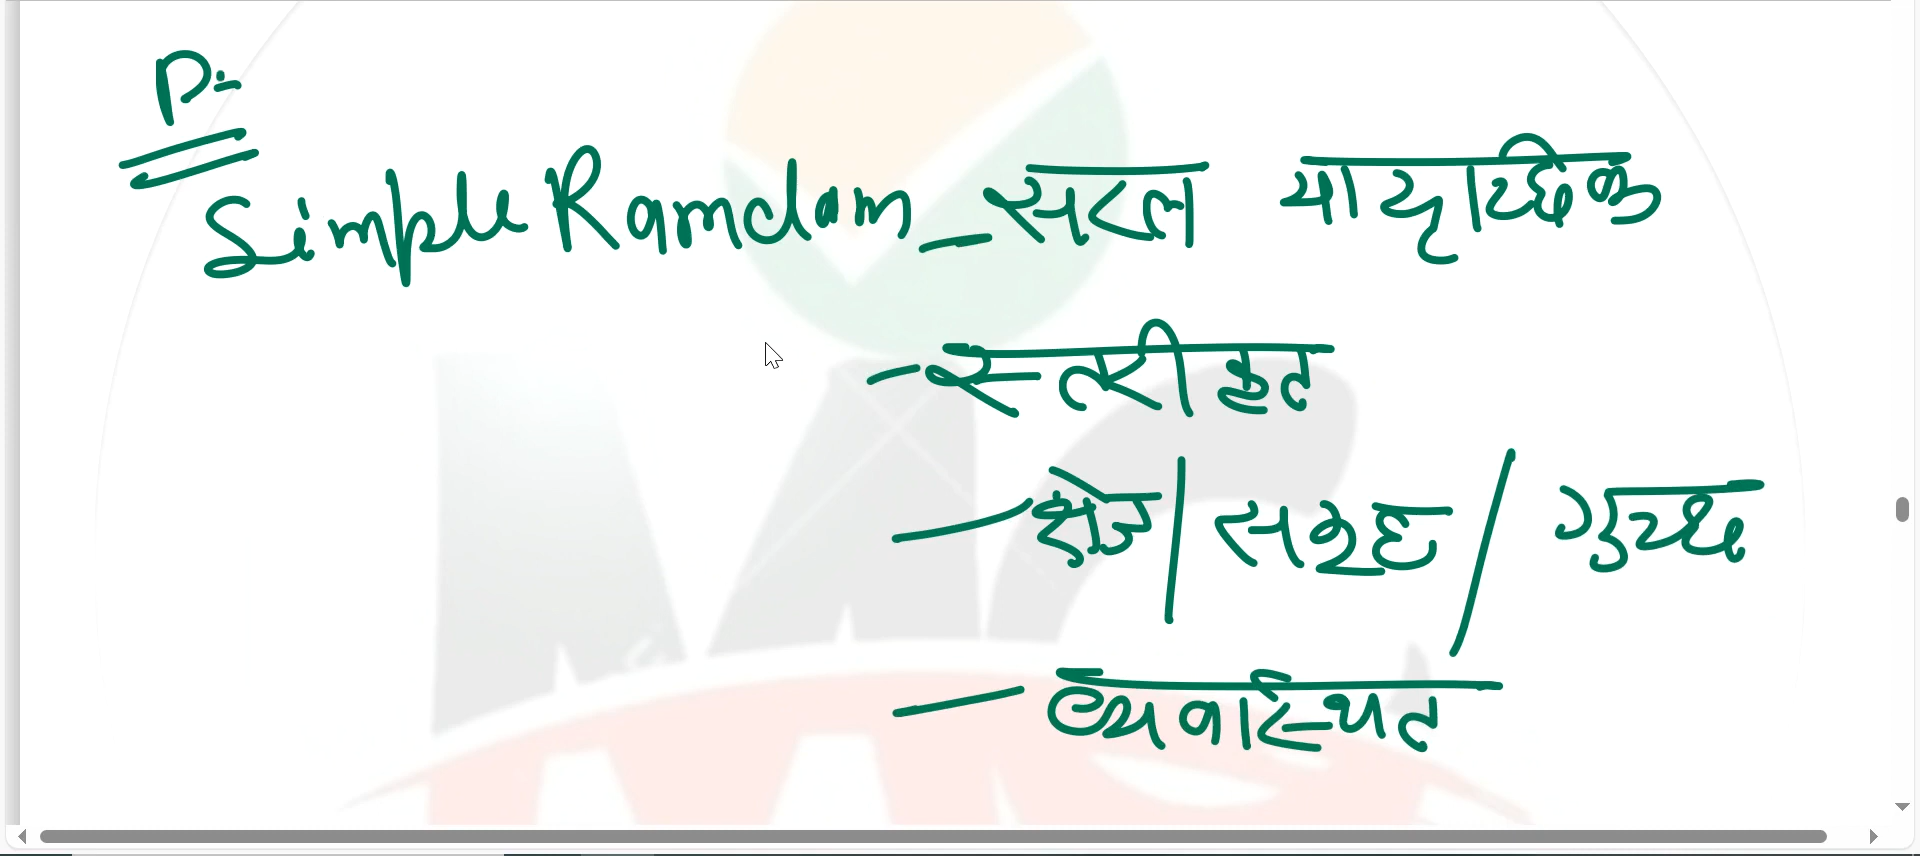 P:-
Simple Random - सरल यादृच्छिक
- स्तरीकृत
- क्षेत्र / समूह / गुच्छ
- व्यवस्थित